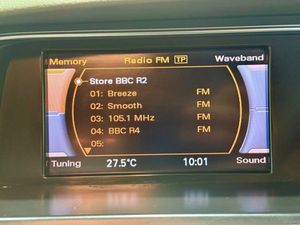 Memory Radio FM TP Waveband
Store BBC R2
01: Breeze FM
02: Smooth FM
03: 105.1 MHz FM
04: BBC R4 FM
05:
Tuning 27.5°C 10:01 Sound